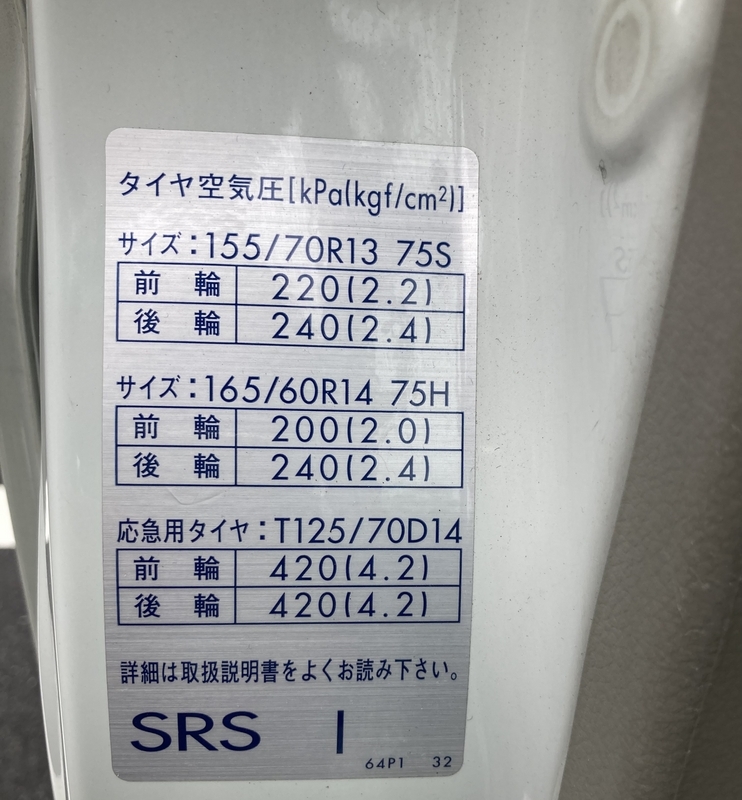 タイヤ空気圧[kPa(kgf/cm²)]
サイズ:155/70R13 75S
前 輪 220(2.2)
後 輪 240(2.4)
サイズ:165/60R14 75H
前 輪 200(2.0)
後 輪 240(2.4)
応急用タイヤ:T125/70D14
前 輪 420(4.2)
後 輪 420(4.2)
詳細は取扱説明書をよくお読み下さい。
SRS I
64P1 32